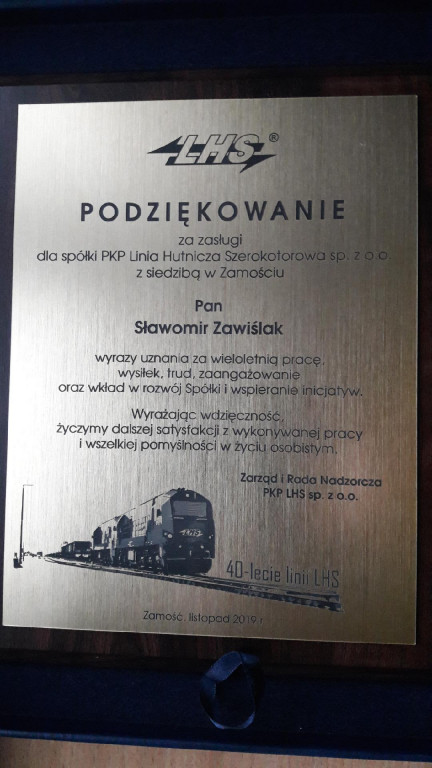 LHS®
PODZIĘKOWANIE
za zasługi
dla spółki PKP Linia Hutnicza Szerokotorowa sp. z o.o.
z siedzibą w Zamościu
Pan
Sławomir Zawiślak
wyrazy uznania za wieloletnią pracę,
wysiłek, trud, zaangażowanie
oraz wkład w rozwój Spółki i wspieranie inicjatyw.
Wyrażając wdzięczność,
życzymy dalszej satysfakcji z wykonywanej pracy
i wszelkiej pomyślności w życiu osobistym.
Zarząd i Rada Nadzorcza
PKP LHS sp. z o.o.
LHS
40-lecie linii LHS
Zamość, listopad 2019 r.